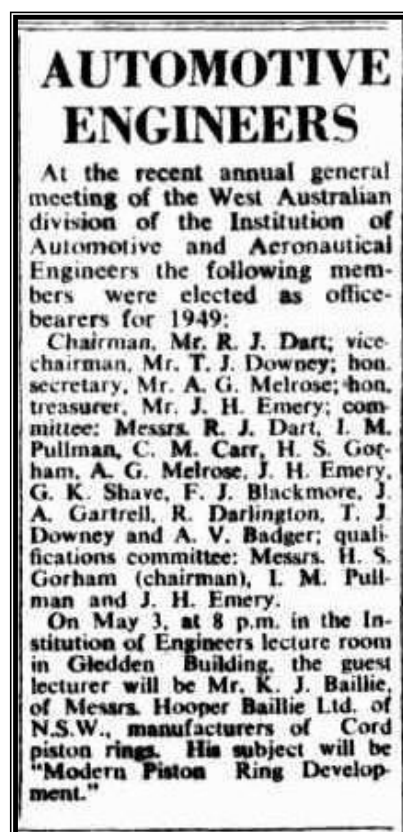 AUTOMOTIVE
ENGINEERS
At the recent annual general
meeting of the West Australian
division of the Institution of
Automotive and Aeronautical
Engineers the following mem-
bers were elected as office-
bearers for 1949:
Chairman, Mr. R. J. Dart; vice-
chairman, Mr. T. J. Downey; hon.
secretary, Mr. A. G. Melrose; hon.
treasurer, Mr. J. H. Emery; com-
mittee: Messrs. R. J. Dart, I. M.
Pullman, C. M. Carr, H. S. Gor-
ham, A. G. Melrose, J. H. Emery,
G. K. Shave, F. J. Blackmore, J.
A. Gartrell, R. Darlington, T. J.
Downey and A. V. Badger; quali-
fications committee: Messrs. H. S.
Gorham (chairman), I. M. Pull-
man and J. H. Emery.
On May 3, at 8 p.m. in the In-
stitution of Engineers lecture room
in Gledden Building, the guest
lecturer will be Mr. K. J. Baillie,
of Messrs. Hooper Baillie Ltd. of
N.S.W., manufacturers of Cord
piston rings. His subject will be
"Modern Piston Ring Develop-
ment."